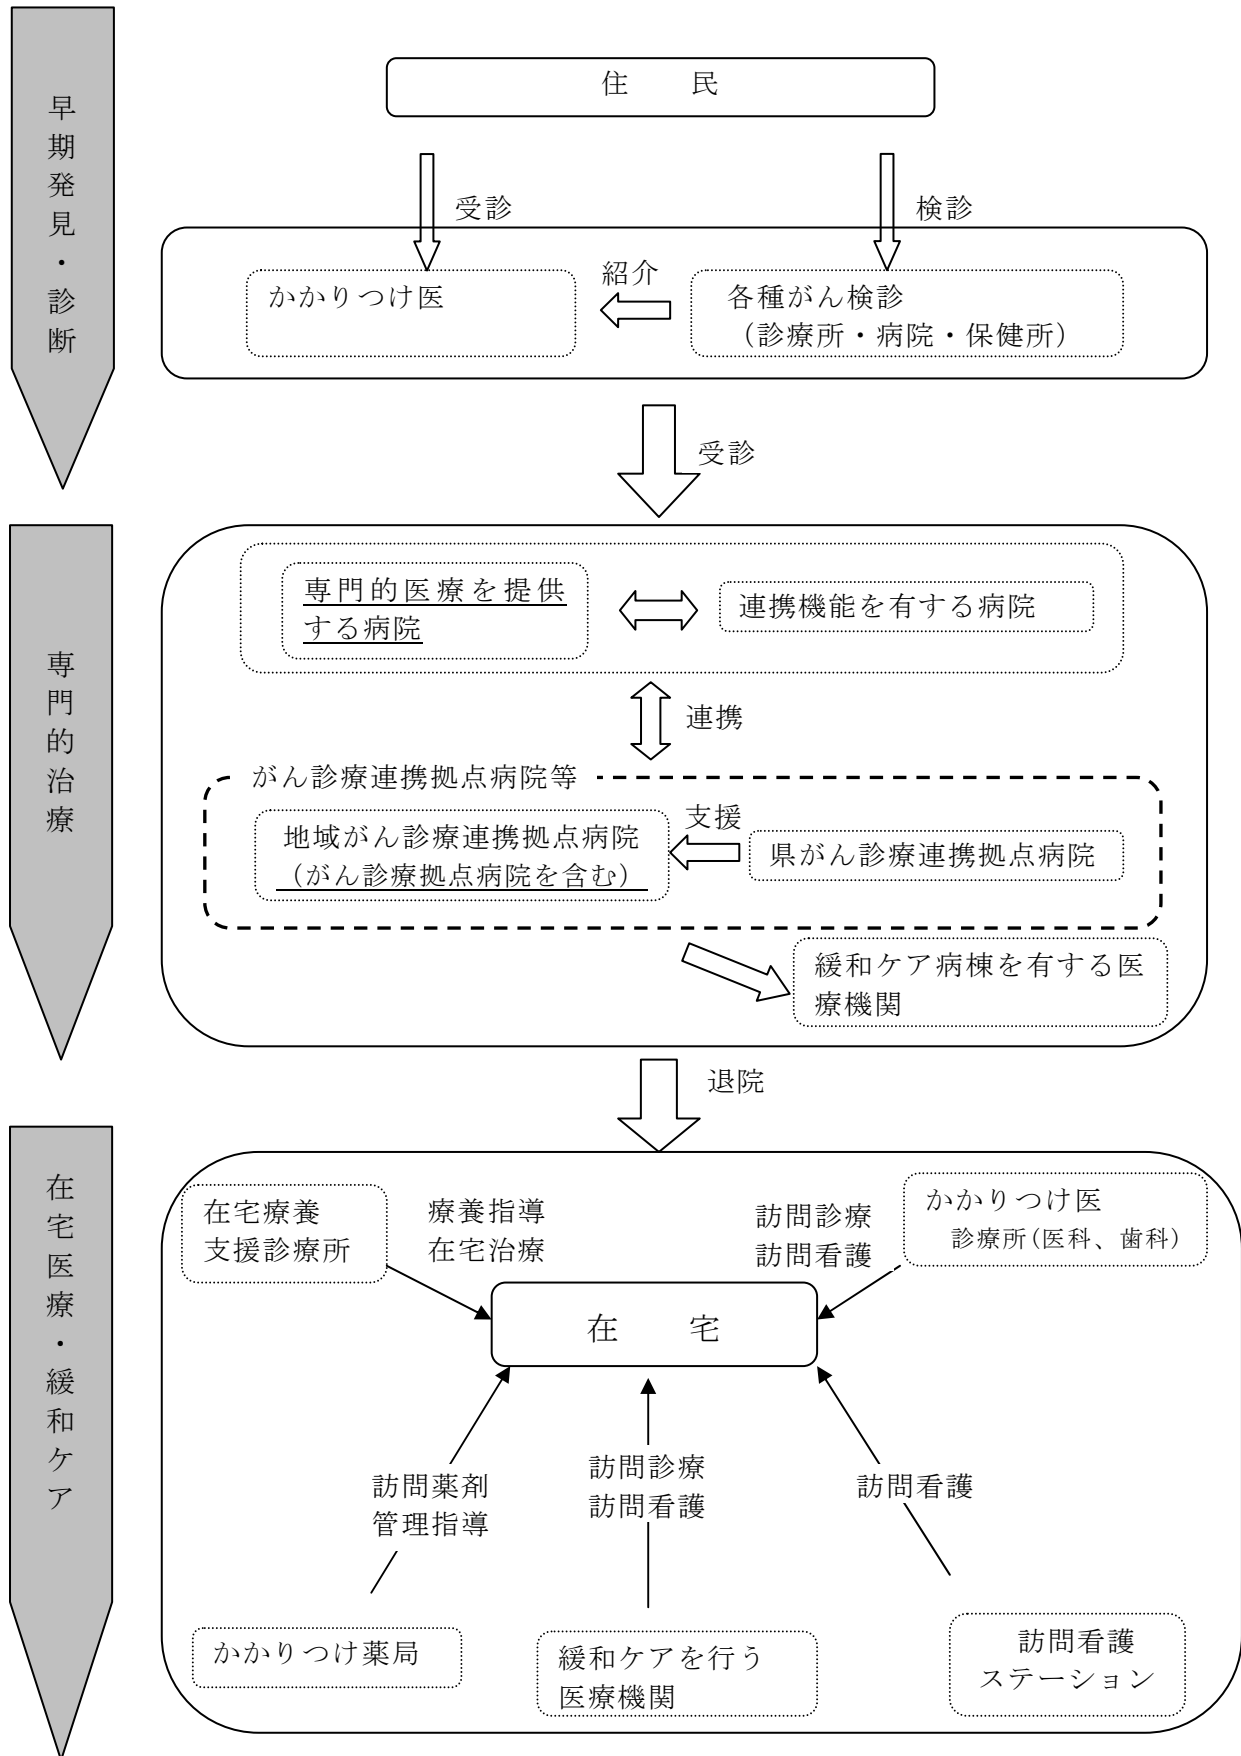 早期発見・診断
住　　民
受診
検診
かかりつけ医
紹介
各種がん検診
（診療所・病院・保健所）
受診
専門的治療
専門的医療を提供
する病院
連携機能を有する病院
連携
がん診療連携拠点病院等
地域がん診療連携拠点病院
（がん診療拠点病院を含む）
支援
県がん診療連携拠点病院
緩和ケア病棟を有する医
療機関
退院
在宅医療・緩和ケア
在宅療養
支援診療所
療養指導
在宅治療
訪問診療
訪問看護
かかりつけ医
診療所（医科、歯科）
在　　宅
訪問薬剤
管理指導
訪問診療
訪問看護
訪問看護
かかりつけ薬局
緩和ケアを行う
医療機関
訪問看護
ステーション